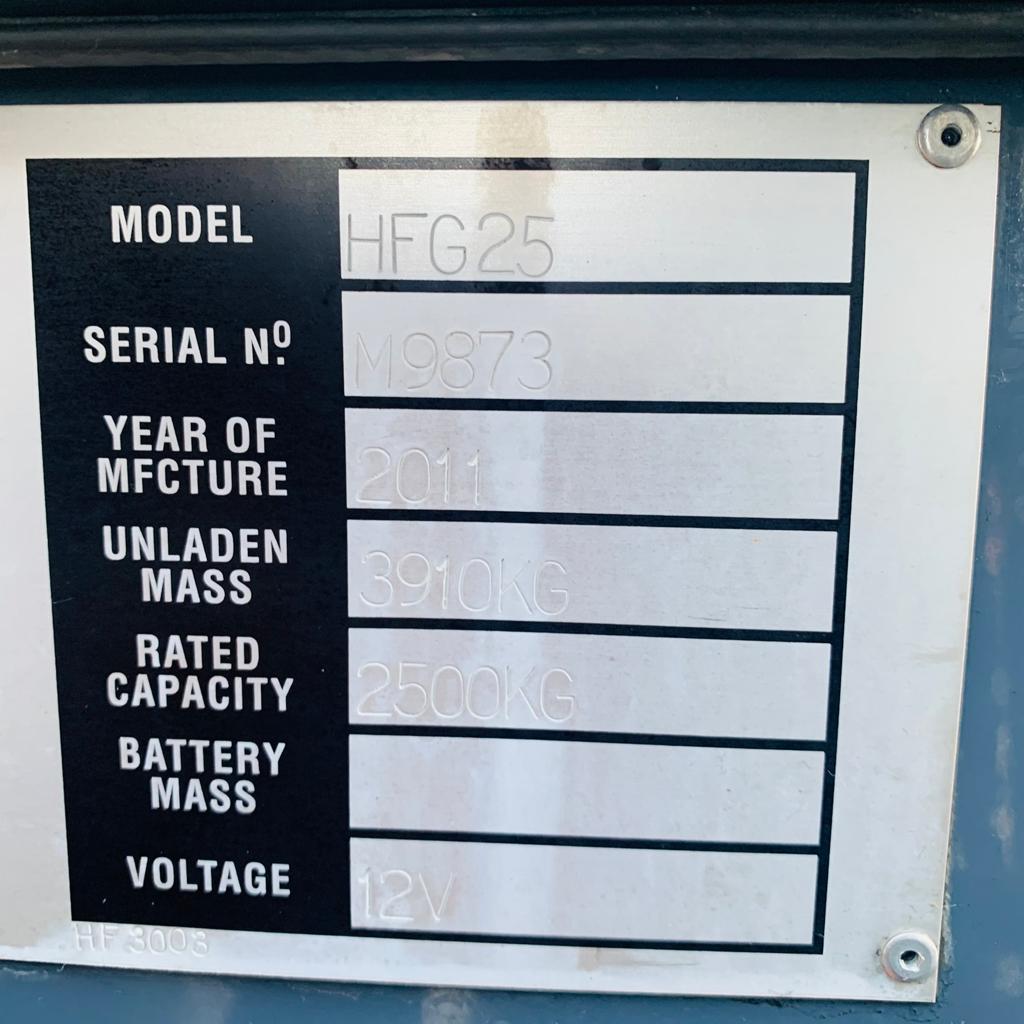 MODEL HFG25
SERIAL Nº. M9873
YEAR OF
MFCTURE 2011
UNLADEN
MASS 3910KG
RATED
CAPACITY 2500KG
BATTERY
MASS
VOLTAGE 12V
HF 3003